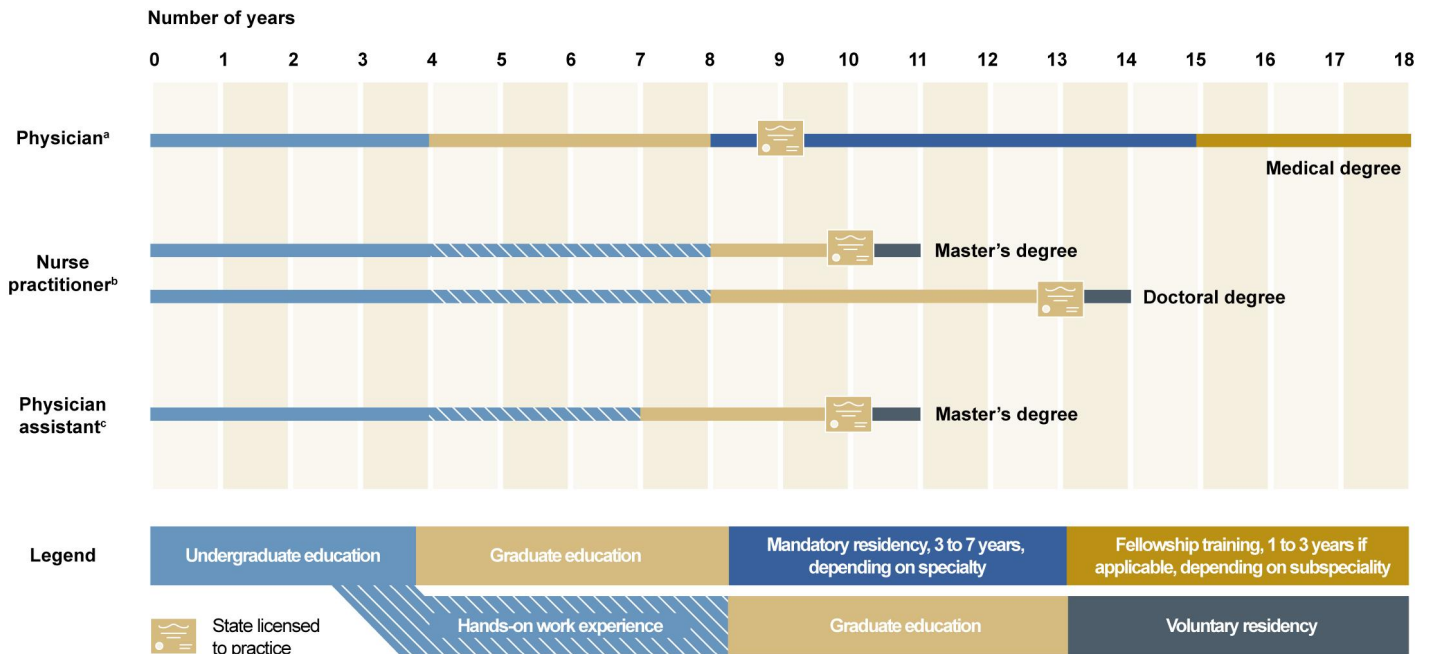 Number of years
0 1 2 3 4 5 6 7 8 9 10 11 12 13 14 15 16 17 18
Physicianᵃ
Medical degree
Nurse
practitionerᵇ
Master’s degree
Doctoral degree
Physician
assistantᶜ
Master’s degree
Legend
Undergraduate education
Graduate education
Mandatory residency, 3 to 7 years,
depending on specialty
Fellowship training, 1 to 3 years if
applicable, depending on subspeciality
State licensed
to practice
Hands-on work experience
Graduate education
Voluntary residency